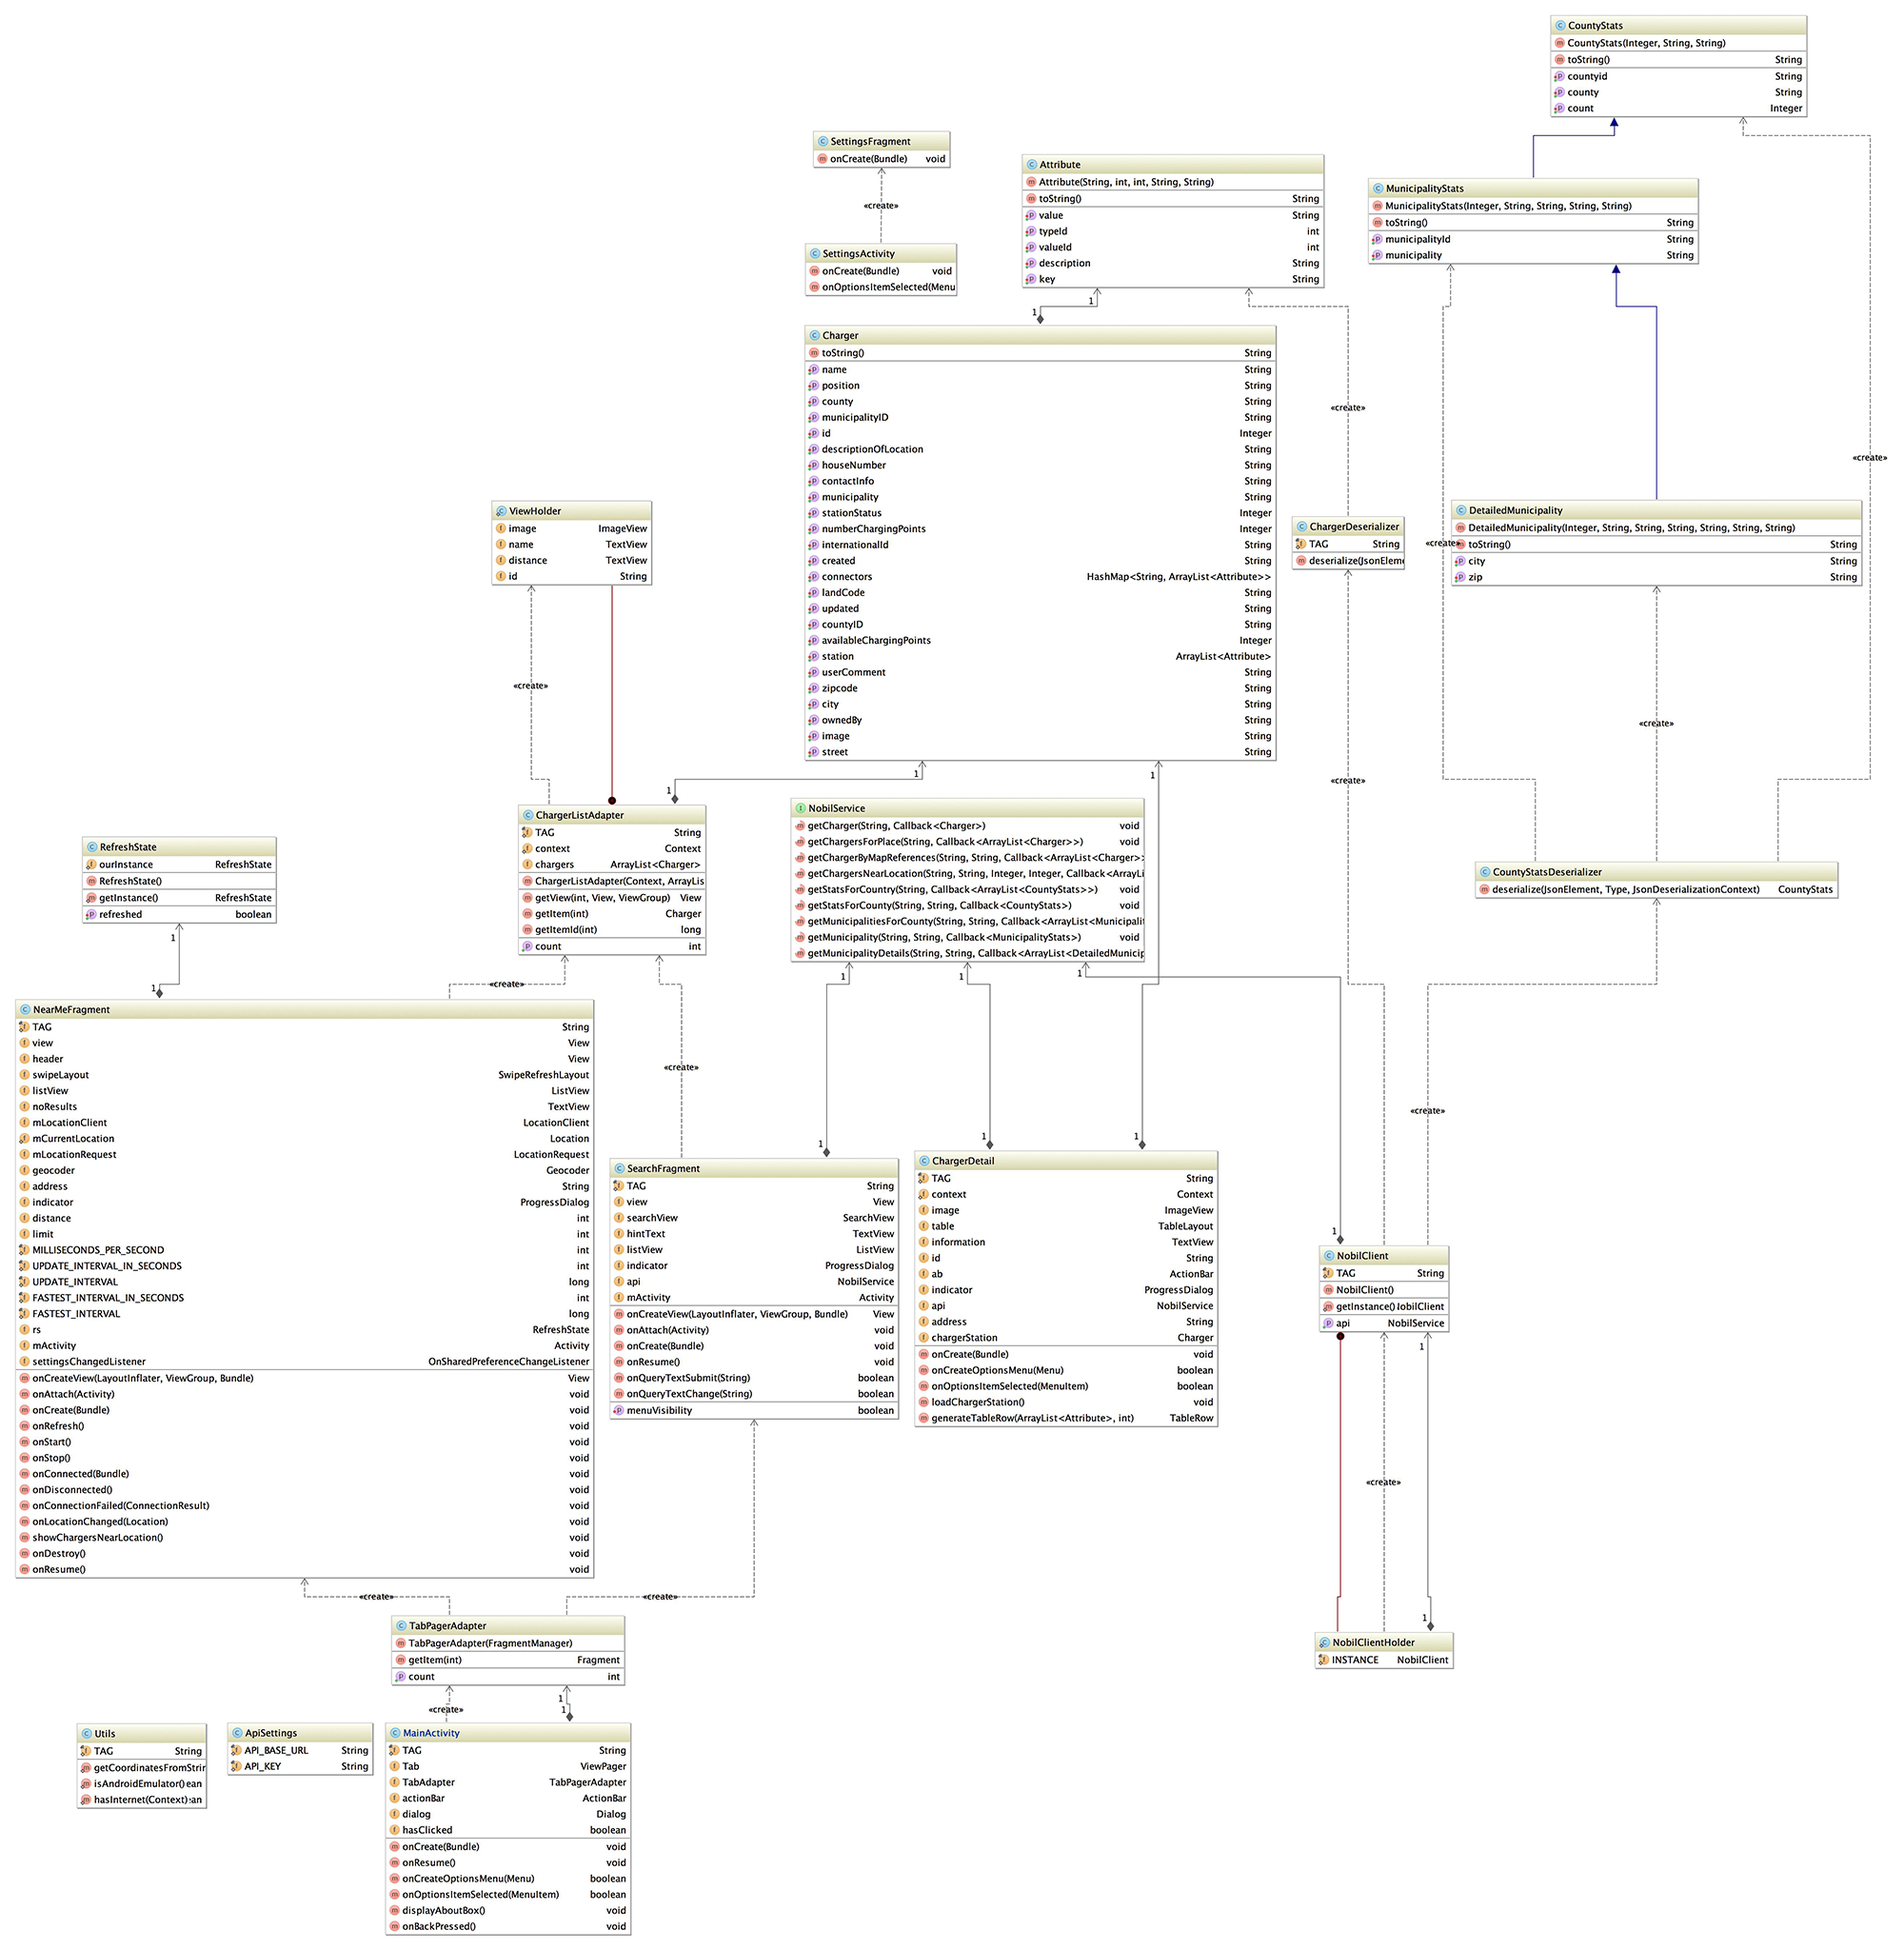 CountyStats
CountyStats(Integer, String, String)
toString() String
countyid String
county String
count Integer
SettingsFragment
onCreate(Bundle) void
«create»
SettingsActivity
onCreate(Bundle) void
onOptionsItemSelected(Menu
Attribute
Attribute(String, int, int, String, String)
toString() String
value String
typeId int
valueId int
description String
key String
1
1
MunicipalityStats
MunicipalityStats(Integer, String, String, String, String)
toString() String
municipalityId String
municipality String
Charger
toString() String
name String
position String
county String
municipalityID String
id Integer
descriptionOfLocation String
houseNumber String
contactInfo String
municipality String
stationStatus Integer
numberChargingPoints Integer
internationalId String
created String
connectors HashMap<String, ArrayList<Attribute>>
landCode String
updated String
countyID String
availableChargingPoints Integer
station ArrayList<Attribute>
userComment String
zipcode String
city String
ownedBy String
image String
street String
1
1
1
«create»
«create»
«create»
ViewHolder
image ImageView
name TextView
distance TextView
id String
«create»
ChargerDeserializer
TAG String
deserialize(JsonEleme
«create»
DetailedMunicipality
DetailedMunicipality(Integer, String, String, String, String, String)
toString() String
city String
zip String
«create»
ChargerListAdapter
TAG String
context Context
chargers ArrayList<Charger>
ChargerListAdapter(Context, ArrayLis
getView(int, View, ViewGroup) View
getItem(int) Charger
getItemId(int) long
count int
NobilService
getCharger(String, Callback<Charger>) void
getChargersForPlace(String, Callback<ArrayList<Charger>>) void
getChargerByMapReferences(String, String, Callback<ArrayList<Charger>>
getChargersNearLocation(String, String, Integer, Integer, Callback<ArrayLi
getStatsForCountry(String, Callback<ArrayList<CountyStats>>) void
getStatsForCounty(String, String, Callback<CountyStats>) void
getMunicipalitiesForCounty(String, String, Callback<ArrayList<Municipalit
getMunicipality(String, String, Callback<MunicipalityStats>) void
getMunicipalityDetails(String, String, Callback<ArrayList<DetailedMunicip
1
1
1
RefreshState
ourInstance RefreshState
RefreshState()
getInstance() RefreshState
refreshed boolean
1
1
CountyStatsDeserializer
deserialize(JsonElement, Type, JsonDeserializationContext) CountyStats
«create»
«create»
«create»
NearMeFragment
TAG String
view View
header View
swipeLayout SwipeRefreshLayout
listView ListView
noResults TextView
mLocationClient LocationClient
mCurrentLocation Location
mLocationRequest LocationRequest
geocoder Geocoder
address String
indicator ProgressDialog
distance int
limit int
MILLISECONDS_PER_SECOND int
UPDATE_INTERVAL_IN_SECONDS int
UPDATE_INTERVAL long
FASTEST_INTERVAL_IN_SECONDS int
FASTEST_INTERVAL long
rs RefreshState
mActivity Activity
settingsChangedListener OnSharedPreferenceChangeListener
onCreateView(LayoutInflater, ViewGroup, Bundle) View
onAttach(Activity) void
onCreate(Bundle) void
onRefresh() void
onStart() void
onStop() void
onConnected(Bundle) void
onDisconnected() void
onConnectionFailed(ConnectionResult) void
onLocationChanged(Location) void
showChargersNearLocation() void
onDestroy() void
onResume() void
1
SearchFragment
TAG String
view View
searchView SearchView
hintText TextView
listView ListView
indicator ProgressDialog
api NobilService
mActivity Activity
onCreateView(LayoutInflater, ViewGroup, Bundle) View
onAttach(Activity) void
onCreate(Bundle) void
onResume() void
onQueryTextSubmit(String) boolean
onQueryTextChange(String) boolean
menuVisibility boolean
1
1
ChargerDetail
TAG String
context Context
image ImageView
table TableLayout
information TextView
id String
ab ActionBar
indicator ProgressDialog
api NobilService
address String
chargerStation Charger
onCreate(Bundle) void
onCreateOptionsMenu(Menu) boolean
onOptionsItemSelected(MenuItem) boolean
loadChargerStation() void
generateTableRow(ArrayList<Attribute>, int) TableRow
1
NobilClient
TAG String
NobilClient()
getInstance()
api NobilService
1
«create»
1
NobilClientHolder
INSTANCE NobilClient
«create»
«create»
TabPagerAdapter
TabPagerAdapter(FragmentManager)
getItem(int) Fragment
count int
«create»
1
1
MainActivity
TAG String
Tab ViewPager
TabAdapter TabPagerAdapter
actionBar ActionBar
dialog Dialog
hasClicked boolean
onCreate(Bundle) void
onResume() void
onCreateOptionsMenu(Menu) boolean
onOptionsItemSelected(MenuItem) boolean
displayAboutBox() void
onBackPressed() void
Utils
TAG String
getCoordinatesFromStrin
isAndroidEmulator()
hasInternet(Context)
ApiSettings
API_BASE_URL String
API_KEY String